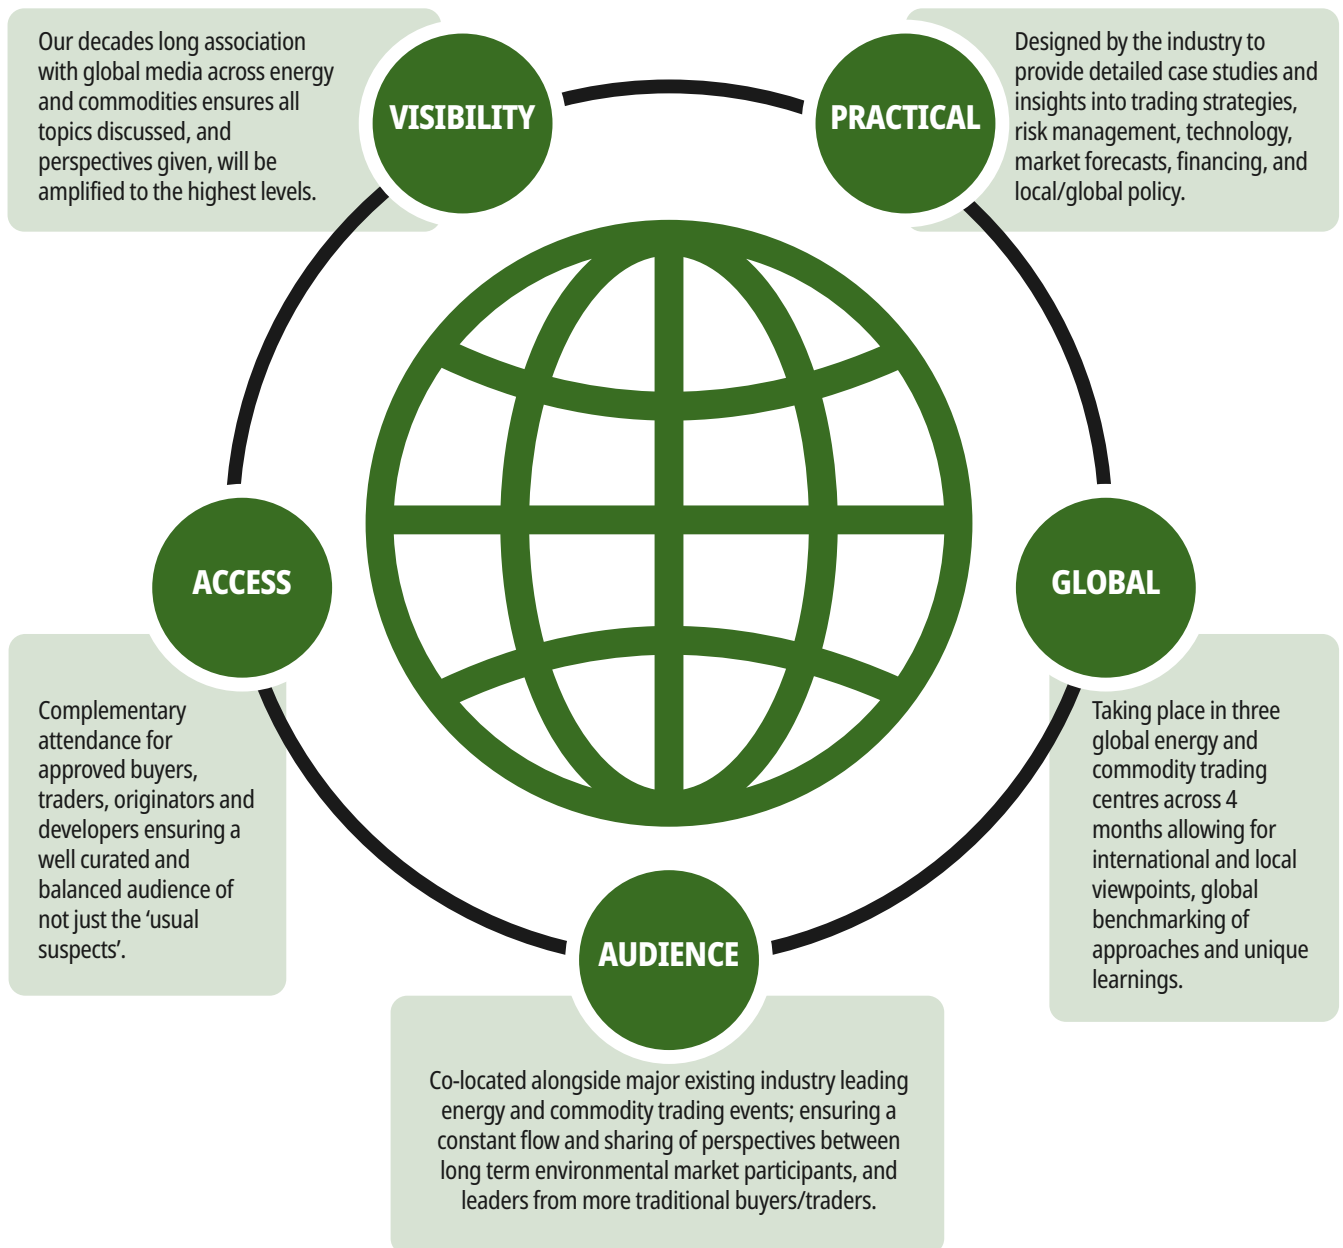 VISIBILITY
Our decades long association
with global media across energy
and commodities ensures all
topics discussed, and
perspectives given, will be
amplified to the highest levels.
PRACTICAL
Designed by the industry to
provide detailed case studies and
insights into trading strategies,
risk management, technology,
market forecasts, financing, and
local/global policy.
ACCESS
Complementary
attendance for
approved buyers,
traders, originators and
developers ensuring a
well curated and
balanced audience of
not just the ‘usual
suspects’.
GLOBAL
Taking place in three
global energy and
commodity trading
centres across 4
months allowing for
international and local
viewpoints, global
benchmarking of
approaches and unique
learnings.
AUDIENCE
Co-located alongside major existing industry leading
energy and commodity trading events; ensuring a
constant flow and sharing of perspectives between
long term environmental market participants, and
leaders from more traditional buyers/traders.